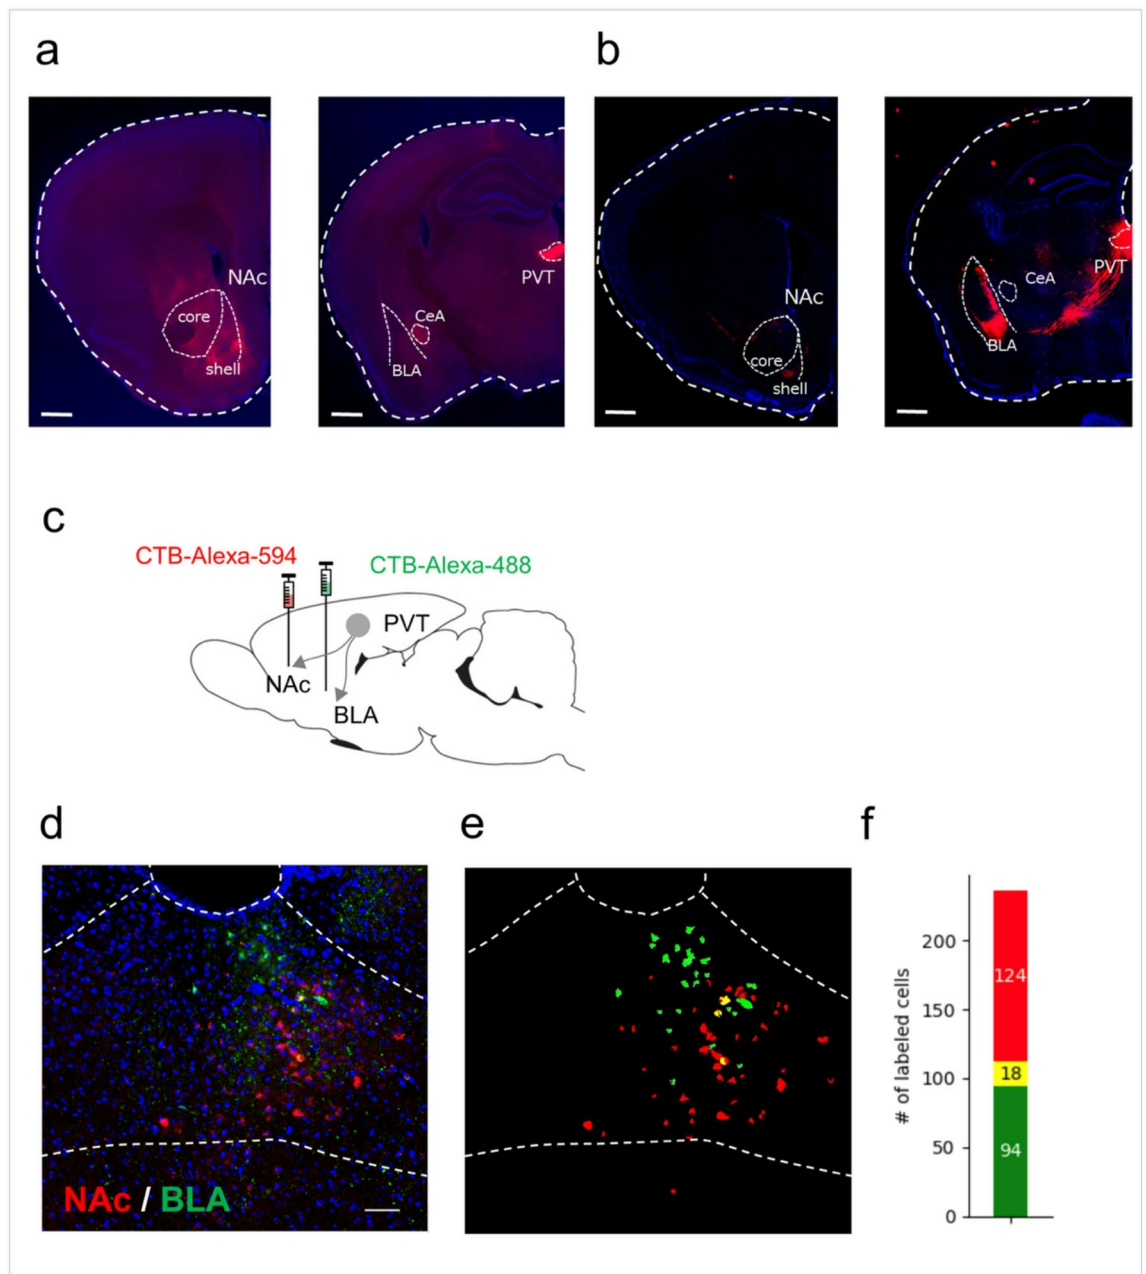 a
b
NAc
core
shell
PVT
CeA
BLA
NAc
core
shell
CeA
PVT
BLA
c
CTB-Alexa-594
CTB-Alexa-488
PVT
NAc
BLA
d
e
f
NAc / BLA
# of labeled cells
200
150
100
50
0
124
18
94